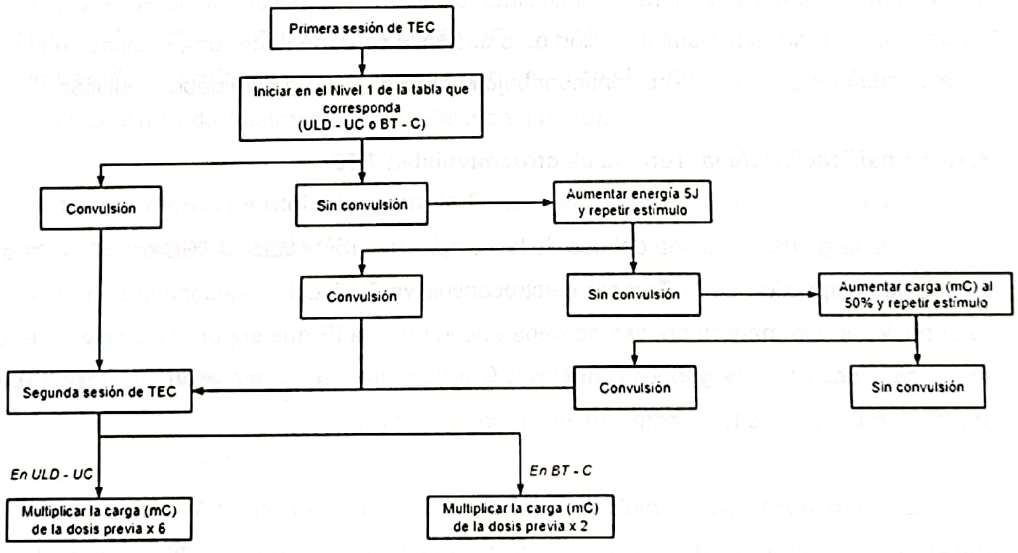 Primera sesión de TEC
Iniciar en el Nivel 1 de la tabla que
corresponda
(ULD - UC o BT - C)
Convulsión
Sin convulsión
Aumentar energía 5J
y repetir estímulo
Convulsión
Sin convulsión
Aumentar carga (mC) al
50% y repetir estímulo
Segunda sesión de TEC
Convulsión
Sin convulsión
En ULD - UC
En BT - C
Multiplicar la carga (mC)
de la dosis previa x 6
Multiplicar la carga (mC)
de la dosis previa x 2